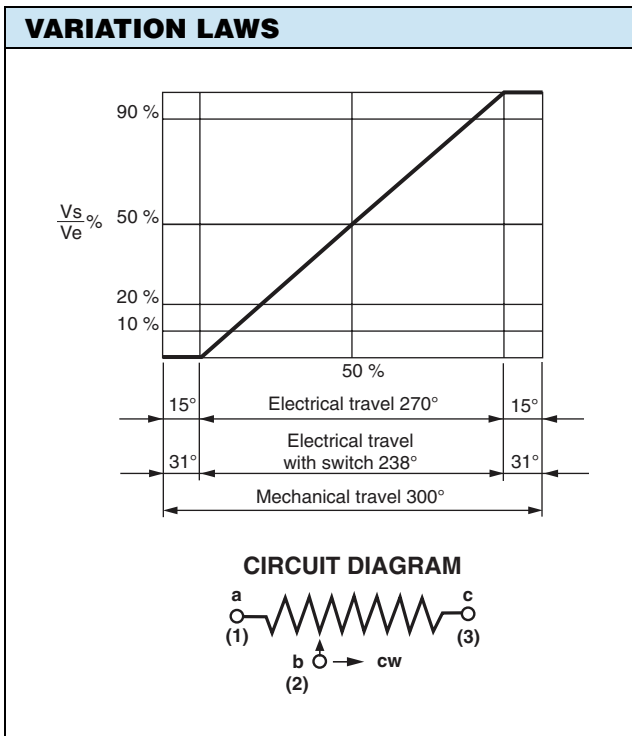 VARIATION LAWS
90 %
Vs
Ve
%
50 %
20 %
10 %
50 %
15°
Electrical travel 270°
15°
31°
Electrical travel
with switch 238°
31°
Mechanical travel 300°
CIRCUIT DIAGRAM
a
c
(1)
(3)
b
cw
(2)